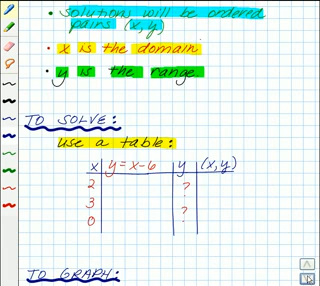 • solution will be ordered
pairs (x,y)
• x is the domain
• y is the range
TO SOLVE:
use a table:
x y = x-6 y (x,y)
2 ?
3 :
0 ?
TO GRAPH: